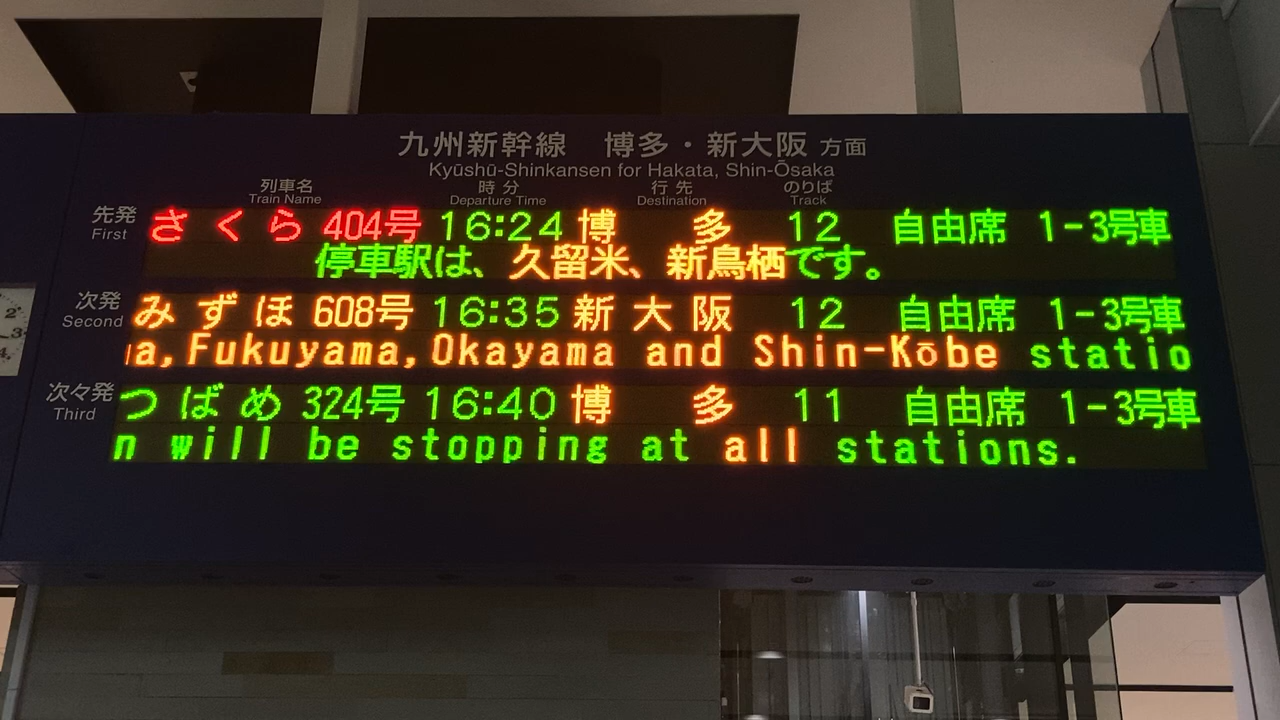 九州新幹線 博多・新大阪 方面
Kyūshū-Shinkansen for Hakata, Shin-Ōsaka
列車名 時分 行先 のりば
Train Name Departure Time Destination Track
先発 さくら 404号 16:24 博多 12 自由席 1-3号車
First
停車駅は、久留米、新鳥栖です。
次発 みずほ 608号 16:35 新大阪 12 自由席 1-3号車
Second
a,Fukuyama,Okayama and Shin-Kōbe statio
次々発 つばめ 324号 16:40 博多 11 自由席 1-3号車
Third
n will be stopping at all stations.
2
3
4